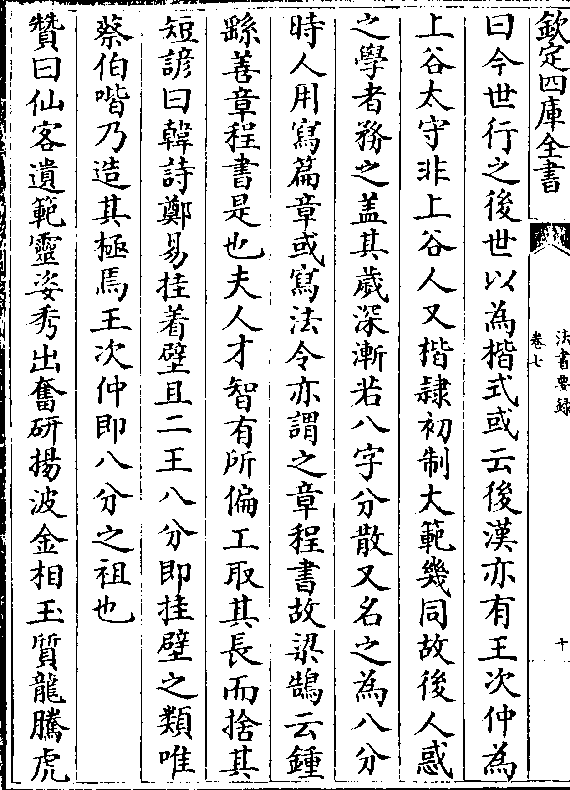 欽定四庫全書
法書要錄
卷七
十
曰今世行之後世以為楷式或云後漢亦有王次仲為
上谷太守非上谷人又楷隷初制大範幾同故後人惑
之學者務之蓋其歲深漸若八字分散又名之為八分
時人用寫篇章或寫法令亦謂之章程書故梁鵠云鍾
繇善章程書是也夫人才智有所偏工取其長而捨其
短諺曰韓詩鄭易挂着壁且二王八分即挂壁之類唯
蔡伯喈乃造其極焉王次仲即八分之祖也
贊曰仙客遺範靈姿秀出奮研揚波金相玉質龍騰虎